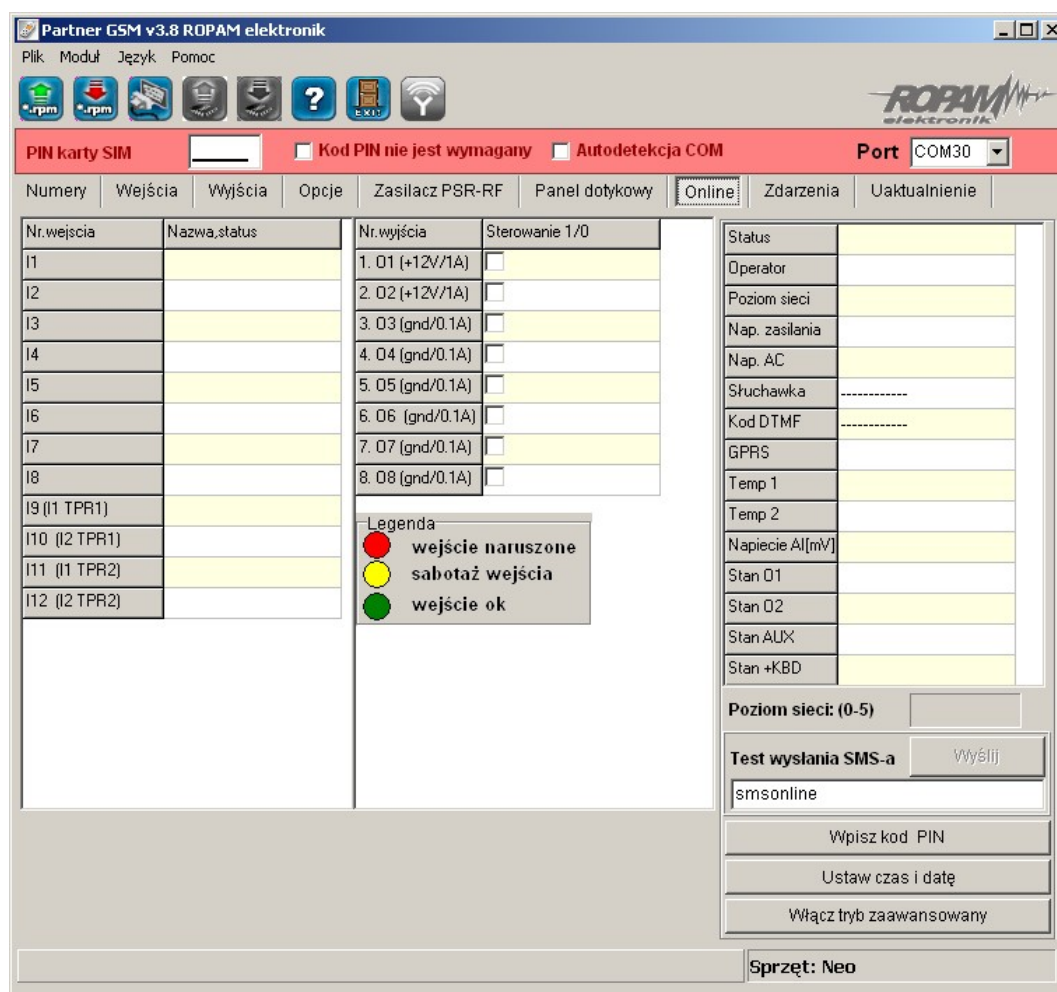 Partner GSM v3.8 ROPAM elektronik
Plik Moduł Język Pomoc
*.rpm *.rpm ? EXIT
ROPAM
elektronik
PIN karty SIM Kod PIN nie jest wymagany Autodetekcja COM Port COM30
Numery Wejścia Wyjścia Opcje Zasilacz PSR-RF Panel dotykowy Online Zdarzenia Uaktualnienie
Nr.wejscia Nazwa,status
I1
I2
I3
I4
I5
I6
I7
I8
I9 (I1 TPR1)
I10 (I2 TPR1)
I11 (I1 TPR2)
I12 (I2 TPR2)
Nr.wyjścia Sterowanie 1/0
1. O1 (+12V/1A)
2. O2 (+12V/1A)
3. O3 (gnd/0.1A)
4. O4 (gnd/0.1A)
5. O5 (gnd/0.1A)
6. O6 (gnd/0.1A)
7. O7 (gnd/0.1A)
8. O8 (gnd/0.1A)
Legenda
wejście naruszone
sabotaż wejścia
wejście ok
Status
Operator
Poziom sieci
Nap. zasilania
Nap. AC
Słuchawka ------------
Kod DTMF ------------
GPRS
Temp 1
Temp 2
Napiecie AI[mV]
Stan O1
Stan O2
Stan AUX
Stan +KBD
Poziom sieci: (0-5)
Test wysłania SMS-a Wyślij
smsonline
Wpisz kod PIN
Ustaw czas i datę
Włącz tryb zaawansowany
Sprzęt: Neo